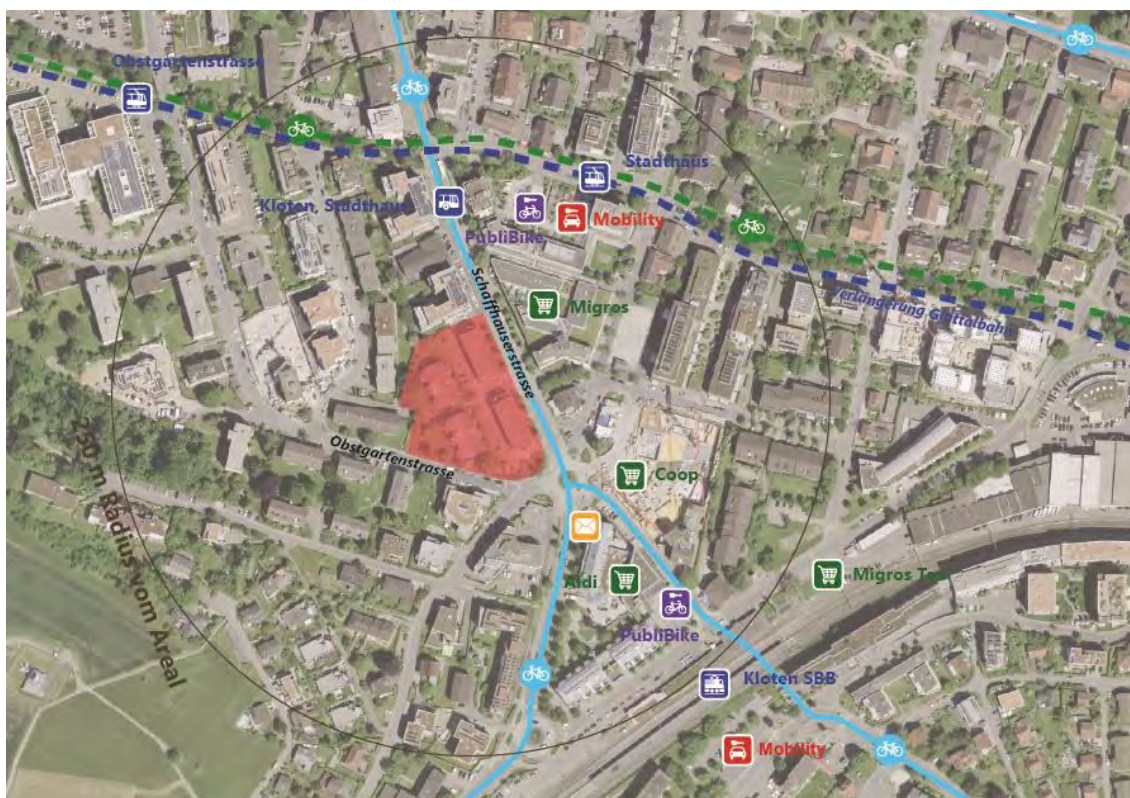 Obstgartenstrasse
Stadthaus
Kloten, Stadthaus
PubliBike
Mobility
Schaffhauserstrasse
Migros
Verlängerung Glattalbahn
Obstgartenstrasse
250 m Radius vom Areal
Coop
Aldi
Migros Tec
PubliBike
Kloten SBB
Mobility